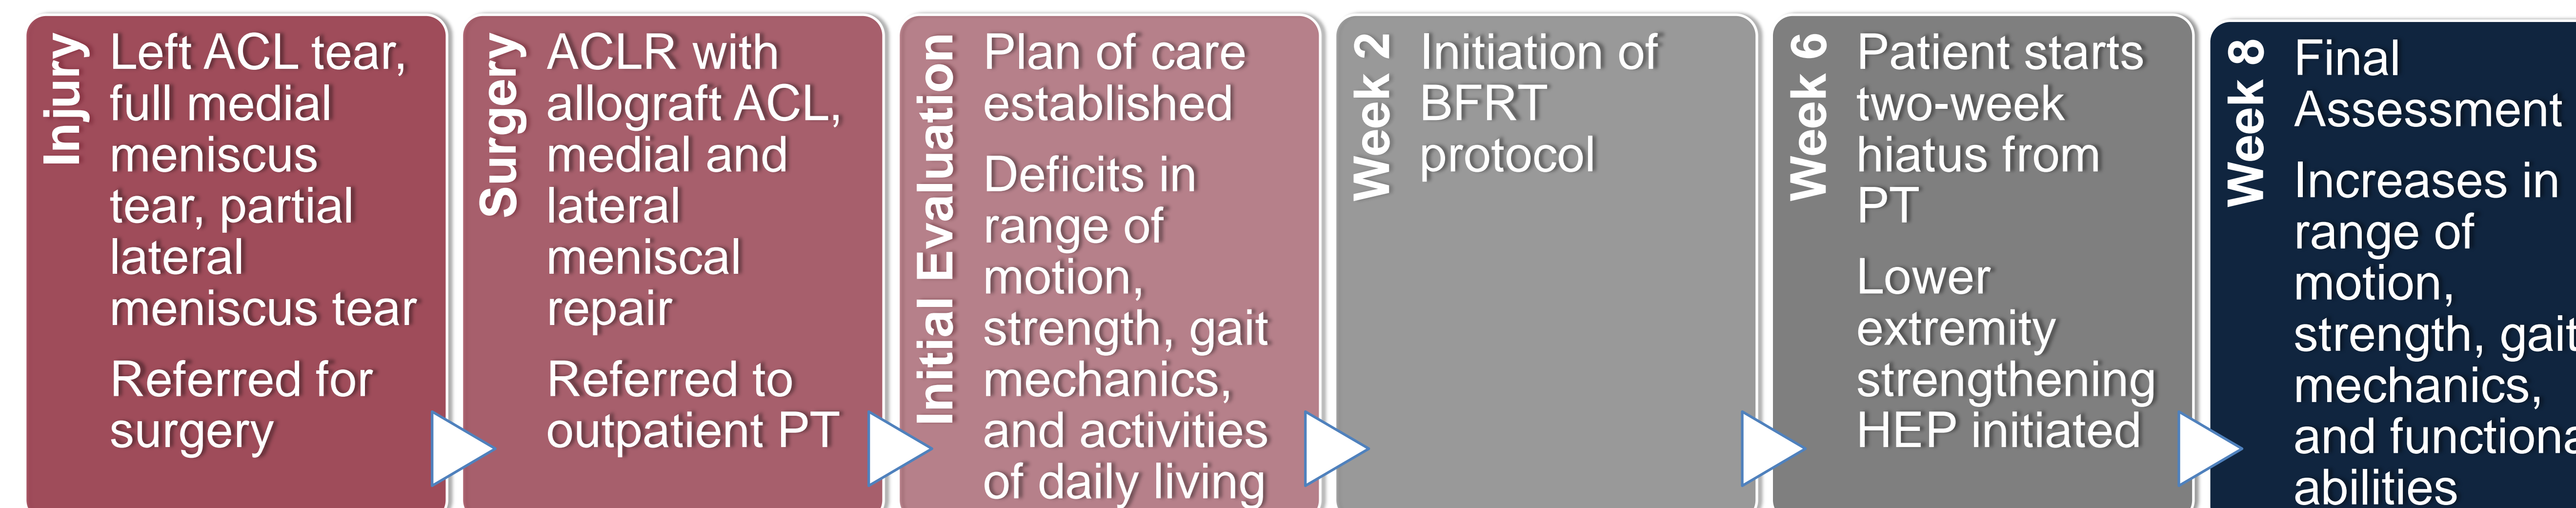 Injury
Left ACL tear,
full medial
meniscus
tear, partial
lateral
meniscus tear
Referred for
surgery
Surgery
ACLR with
allograft ACL,
medial and
lateral
meniscal
repair
Referred to
outpatient PT
Initial Evaluation
Plan of care
established
Deficits in
range of
motion,
strength, gait
mechanics,
and activities
of daily living
Week 2
Initiation of
BFRT
protocol
Week 6
Patient starts
two-week
hiatus from
PT
Lower
extremity
strengthening
HEP initiated
Week 8
Final
Assessment
Increases in
range of
motion,
strength, gait
mechanics,
and functiona
abilities